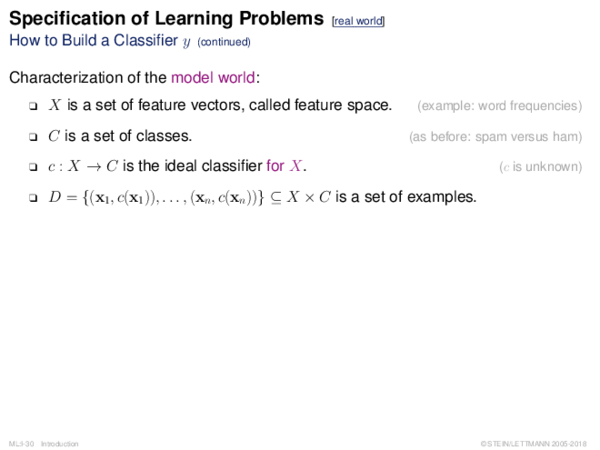 Specification of Learning Problems [real world]
How to Build a Classifier y (continued)
Characterization of the model world:
❑ X is a set of feature vectors, called feature space. (example: word frequencies)
❑ C is a set of classes. (as before: spam versus ham)
❑ c : X → C is the ideal classifier for X. (c is unknown)
❑ D = {(x₁, c(x₁)), . . . , (xₙ, c(xₙ))} ⊆ X × C is a set of examples.
ML:I-30 Introduction © STEIN/LETTMANN 2005-2018